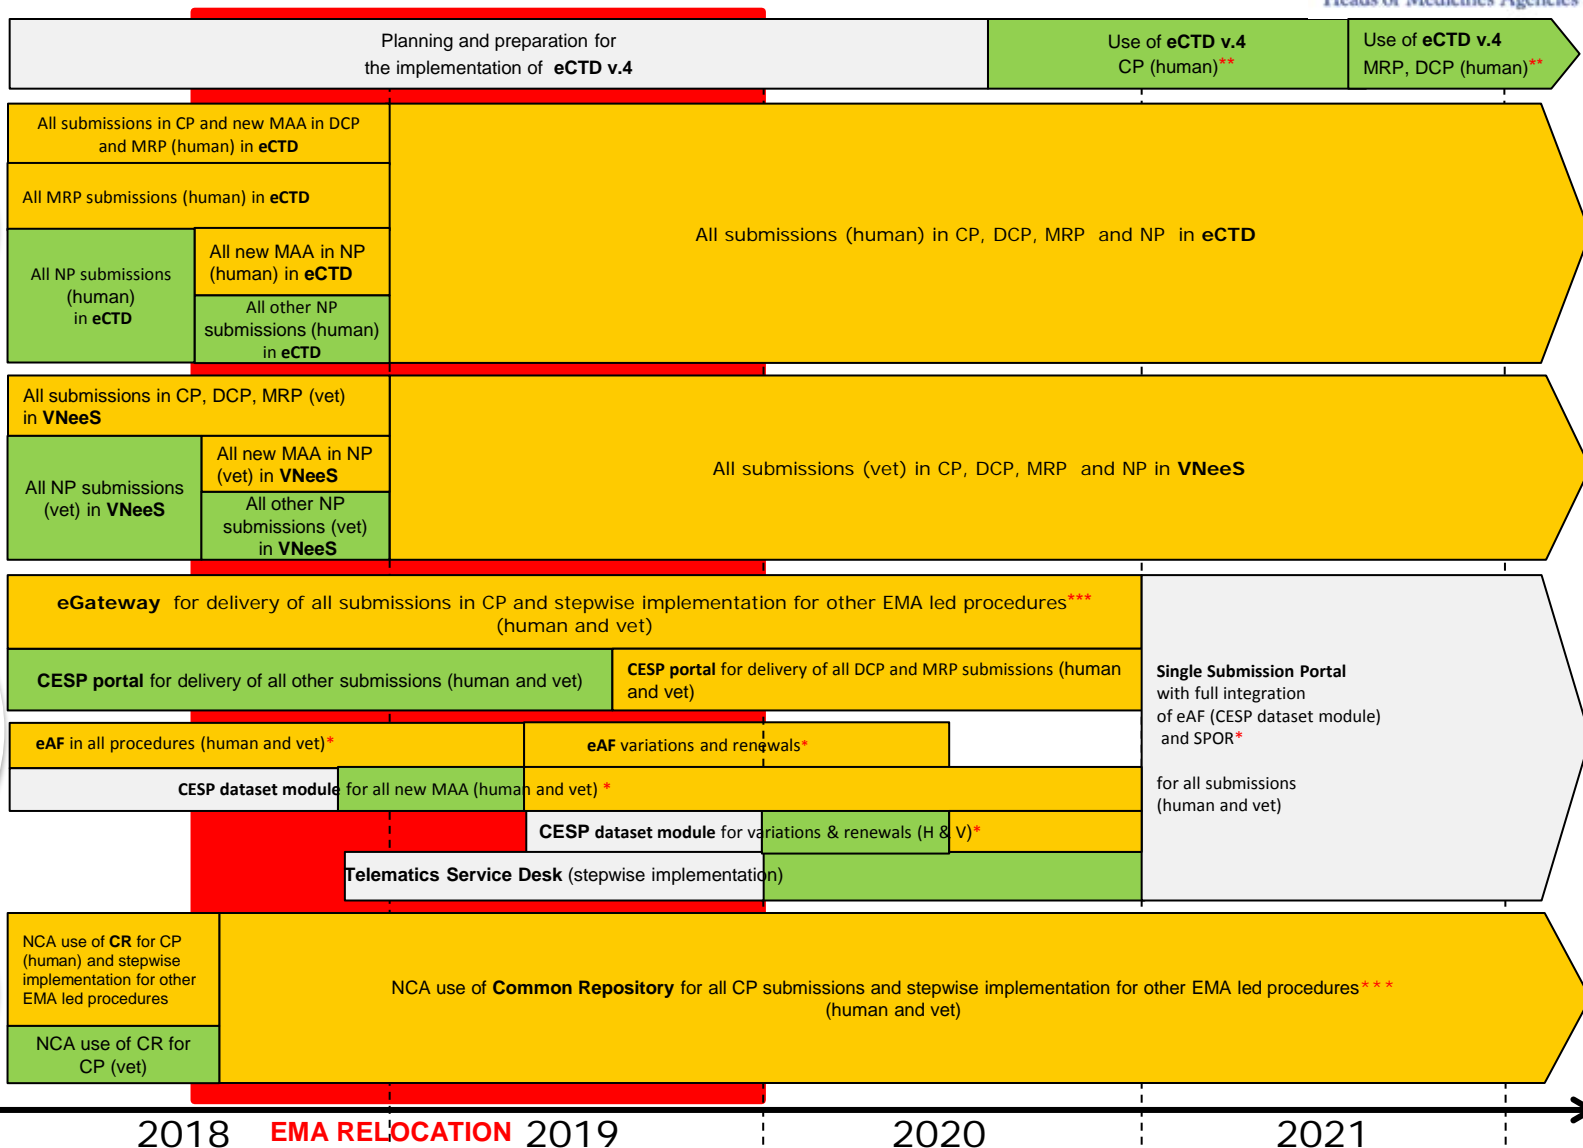 Heads of Medicines Agencies
Planning and preparation for
the implementation of eCTD v.4
Use of eCTD v.4
CP (human)**
Use of eCTD v.4
MRP, DCP (human)**
All submissions in CP and new MAA in DCP
and MRP (human) in eCTD
All MRP submissions (human) in eCTD
All NP submissions
(human)
in eCTD
All new MAA in NP
(human) in eCTD
All other NP
submissions (human)
in eCTD
All submissions (human) in CP, DCP, MRP and NP in eCTD
All submissions in CP, DCP, MRP (vet)
in VNeeS
All NP submissions
(vet) in VNeeS
All new MAA in NP
(vet) in VNeeS
All other NP
submissions (vet)
in VNeeS
All submissions (vet) in CP, DCP, MRP and NP in VNeeS
eGateway for delivery of all submissions in CP and stepwise implementation for other EMA led procedures***
(human and vet)
CESP portal for delivery of all other submissions (human and vet)
CESP portal for delivery of all DCP and MRP submissions (human
and vet)
eAF in all procedures (human and vet)*
eAF variations and renewals*
CESP dataset module for all new MAA (human and vet) *
CESP dataset module for variations & renewals (H & V)*
Telematics Service Desk (stepwise implementation)
Single Submission Portal
with full integration
of eAF (CESP dataset module)
and SPOR*
for all submissions
(human and vet)
NCA use of CR for CP
(human) and stepwise
implementation for other
EMA led procedures
NCA use of CR for
CP (vet)
NCA use of Common Repository for all CP submissions and stepwise implementation for other EMA led procedures***
(human and vet)
2018 EMA RELOCATION 2019 2020 2021